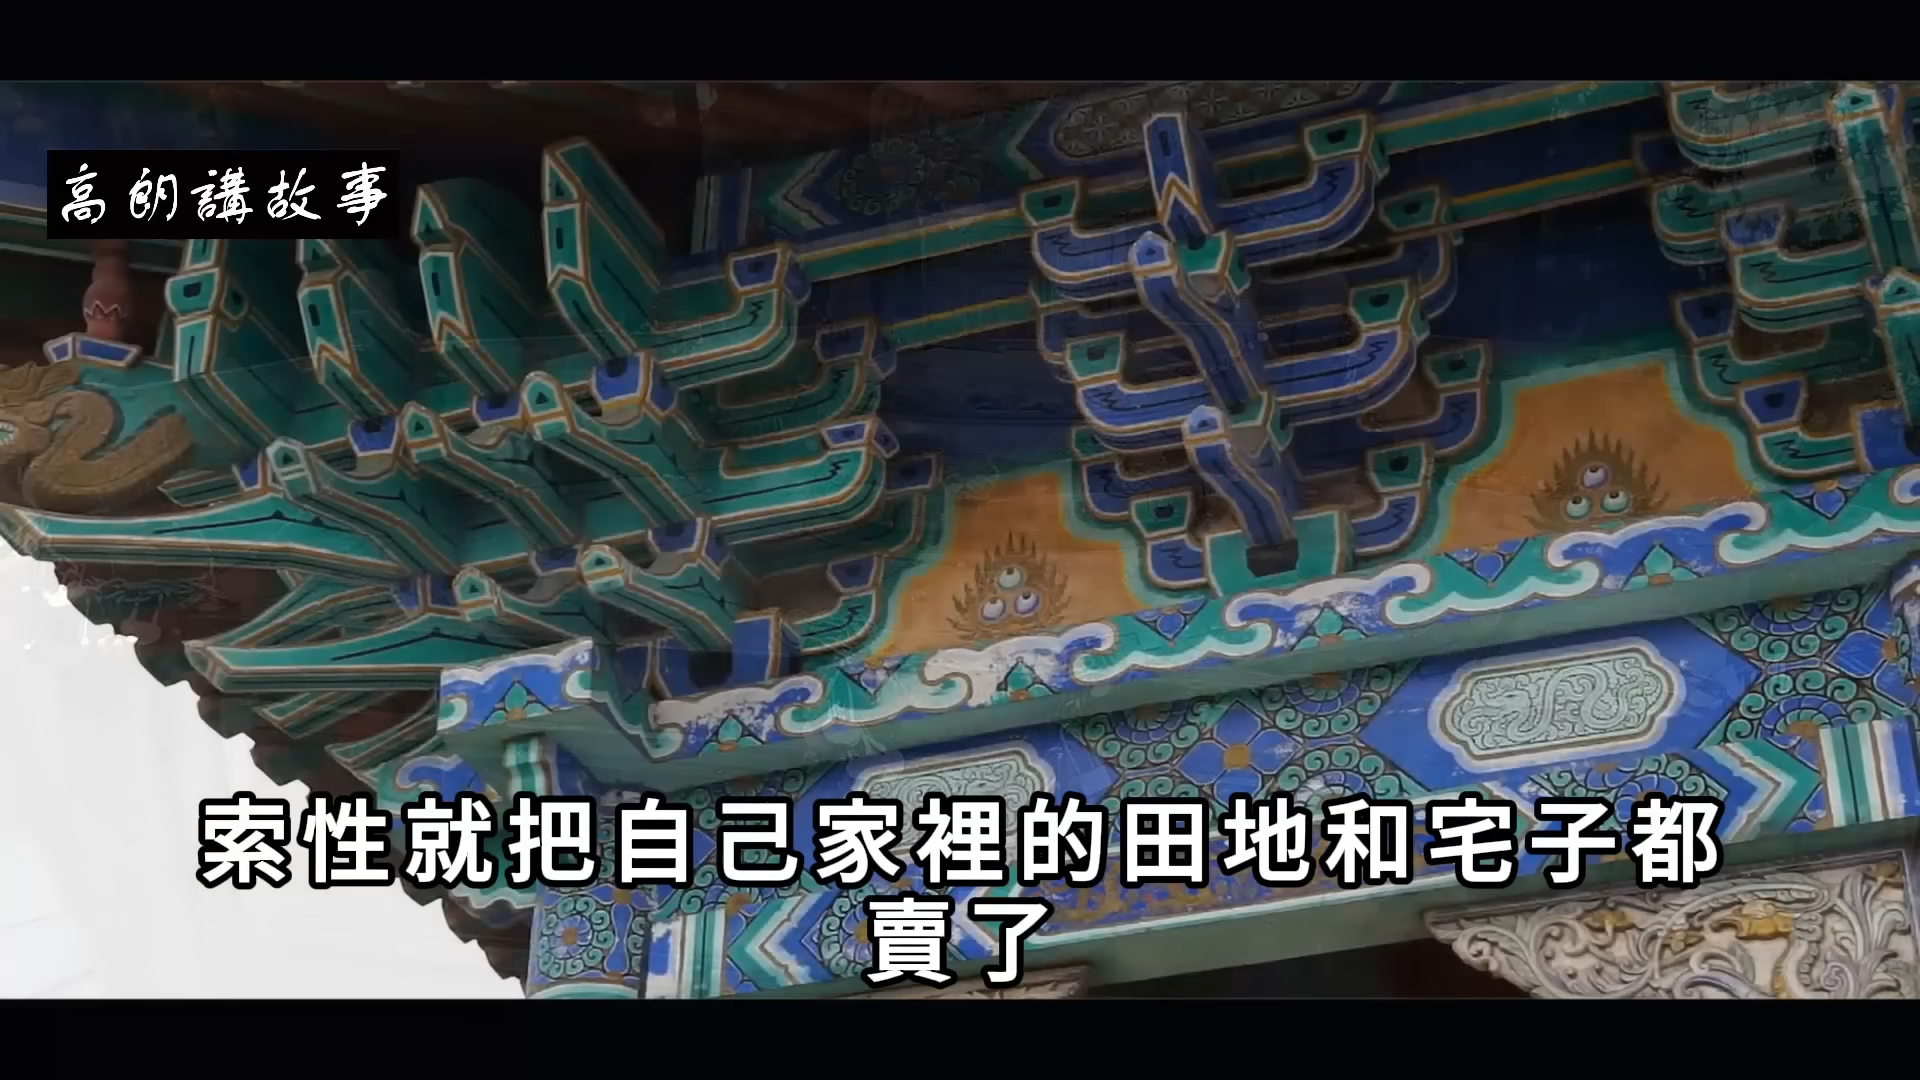 高朗講故事
索性就把自己家裡的田地和宅子都
賣了